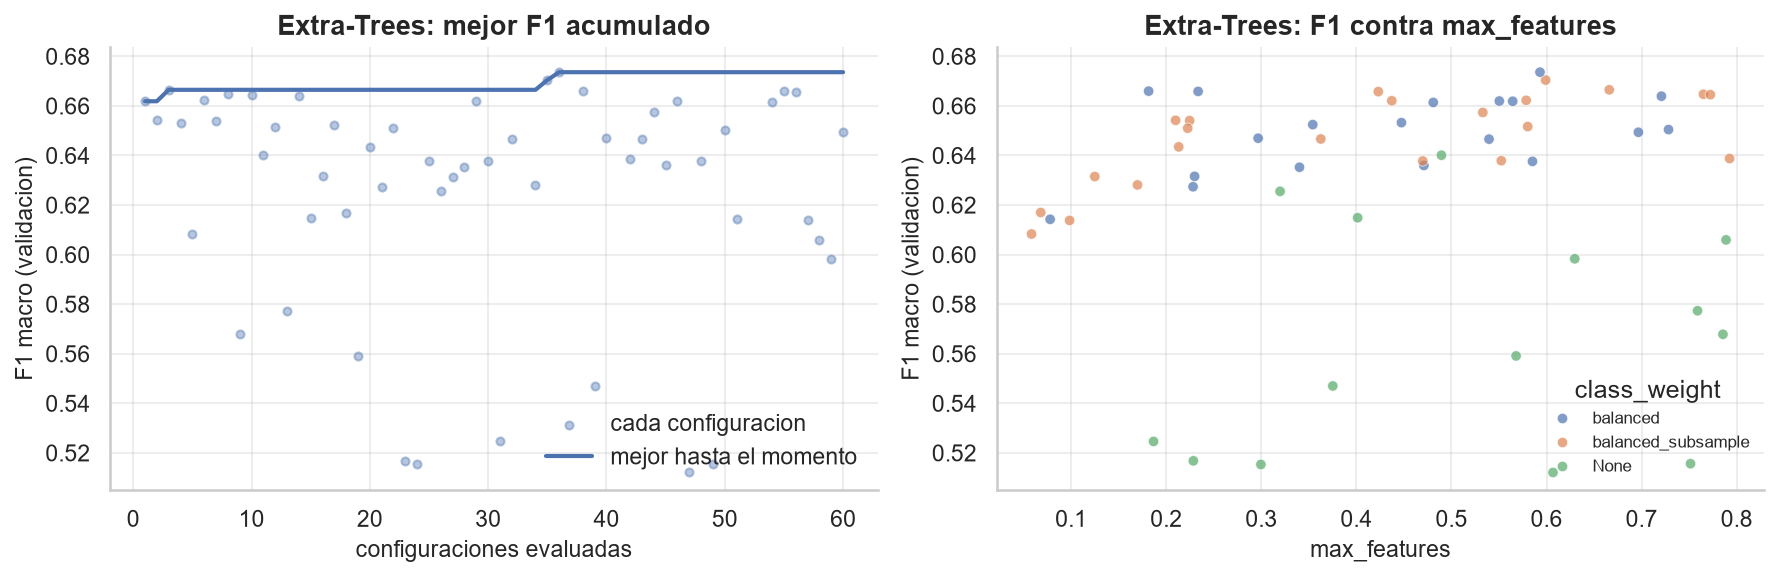 Extra-Trees: mejor F1 acumulado
F1 macro (validacion)
0.68
0.66
0.64
0.62
0.60
0.58
0.56
0.54
0.52
cada configuracion
mejor hasta el momento
0 10 20 30 40 50 60
configuraciones evaluadas
Extra-Trees: F1 contra max_features
F1 macro (validacion)
0.68
0.66
0.64
0.62
0.60
0.58
0.56
0.54
0.52
class_weight
balanced
balanced_subsample
None
0.1 0.2 0.3 0.4 0.5 0.6 0.7 0.8
max_features